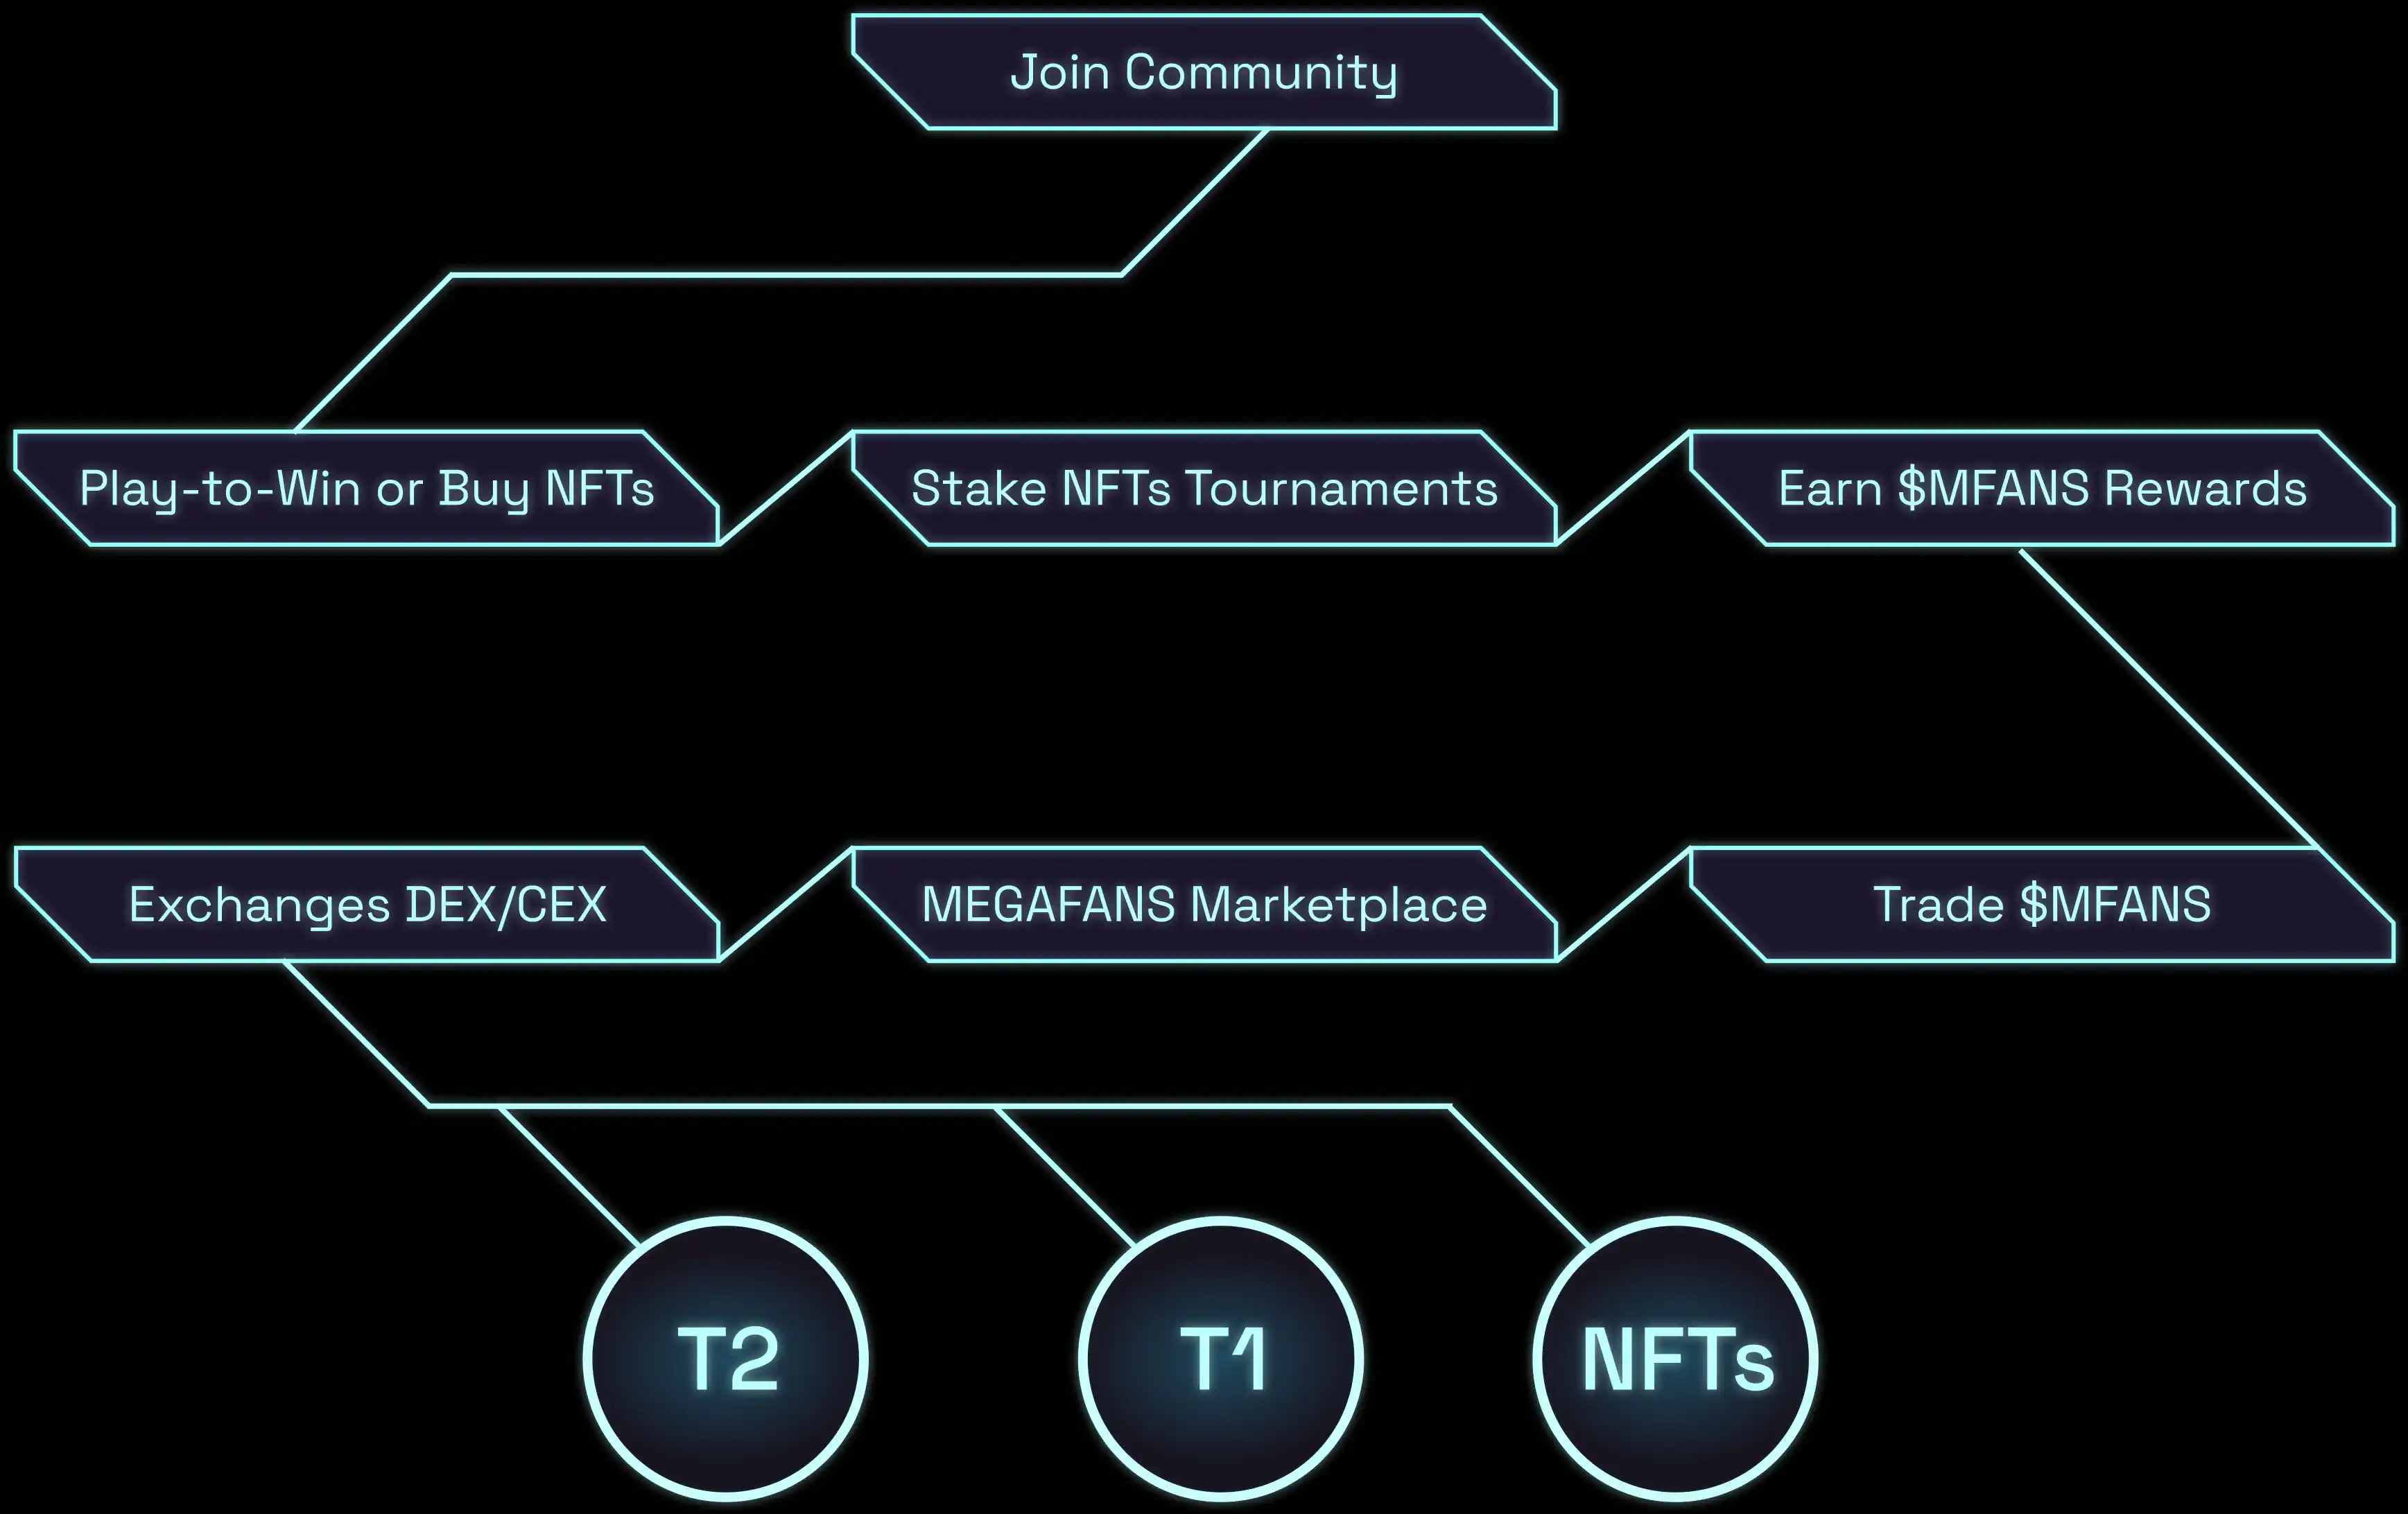 Join Community
Play-to-Win or Buy NFTs
Stake NFTs Tournaments
Earn $MFANS Rewards
Exchanges DEX/CEX
MEGAFANS Marketplace
Trade $MFANS
T2
T1
NFTs